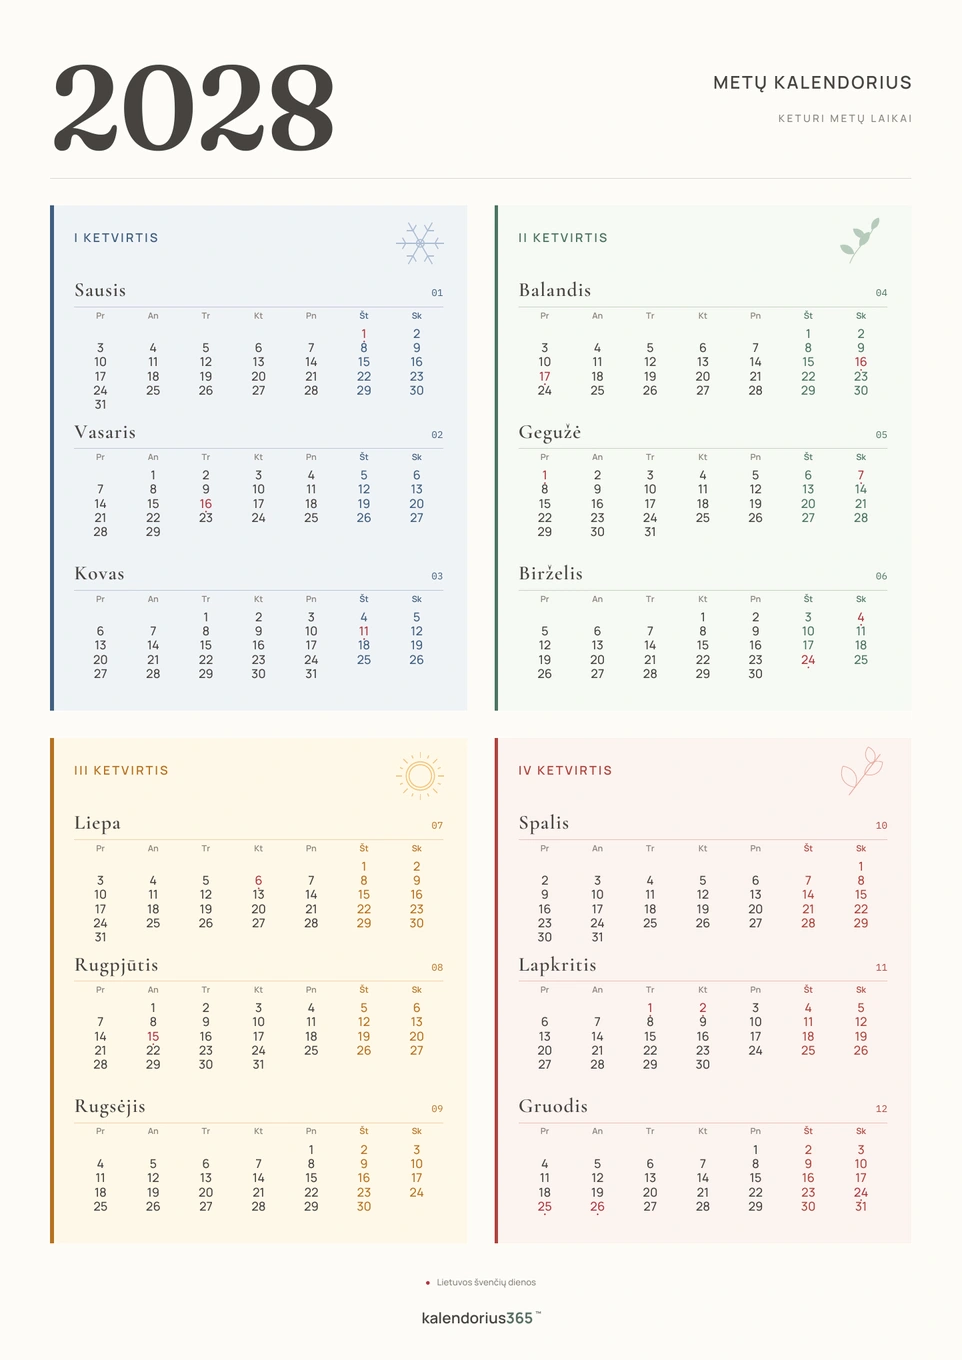 2028
METŲ KALENDORIUS
KETURI METŲ LAIKAI
I KETVIRTIS
Sausis 01
Pr An Tr Kt Pn Št Sk
1 2
3 4 5 6 7 8 9
10 11 12 13 14 15 16
17 18 19 20 21 22 23
24 25 26 27 28 29 30
31
Vasaris 02
Pr An Tr Kt Pn Št Sk
1 2 3 4 5 6
7 8 9 10 11 12 13
14 15 16 17 18 19 20
21 22 23 24 25 26 27
28 29
Kovas 03
Pr An Tr Kt Pn Št Sk
1 2 3 4 5
6 7 8 9 10 11 12
13 14 15 16 17 18 19
20 21 22 23 24 25 26
27 28 29 30 31
II KETVIRTIS
Balandis 04
Pr An Tr Kt Pn Št Sk
1 2
3 4 5 6 7 8 9
10 11 12 13 14 15 16
17 18 19 20 21 22 23
24 25 26 27 28 29 30
Gegužė 05
Pr An Tr Kt Pn Št Sk
1 2 3 4 5 6 7
8 9 10 11 12 13 14
15 16 17 18 19 20 21
22 23 24 25 26 27 28
29 30 31
Birželis 06
Pr An Tr Kt Pn Št Sk
1 2 3 4
5 6 7 8 9 10 11
12 13 14 15 16 17 18
19 20 21 22 23 24 25
26 27 28 29 30
III KETVIRTIS
Liepa 07
Pr An Tr Kt Pn Št Sk
1 2
3 4 5 6 7 8 9
10 11 12 13 14 15 16
17 18 19 20 21 22 23
24 25 26 27 28 29 30
31
Rugpjūtis 08
Pr An Tr Kt Pn Št Sk
1 2 3 4 5 6
7 8 9 10 11 12 13
14 15 16 17 18 19 20
21 22 23 24 25 26 27
28 29 30 31
Rugsėjis 09
Pr An Tr Kt Pn Št Sk
1 2 3
4 5 6 7 8 9 10
11 12 13 14 15 16 17
18 19 20 21 22 23 24
25 26 27 28 29 30
IV KETVIRTIS
Spalis 10
Pr An Tr Kt Pn Št Sk
1
2 3 4 5 6 7 8
9 10 11 12 13 14 15
16 17 18 19 20 21 22
23 24 25 26 27 28 29
30 31
Lapkritis 11
Pr An Tr Kt Pn Št Sk
1 2 3 4 5
6 7 8 9 10 11 12
13 14 15 16 17 18 19
20 21 22 23 24 25 26
27 28 29 30
Gruodis 12
Pr An Tr Kt Pn Št Sk
1 2 3
4 5 6 7 8 9 10
11 12 13 14 15 16 17
18 19 20 21 22 23 24
25 26 27 28 29 30 31
Lietuvos švenčių dienos
kalendorius365™